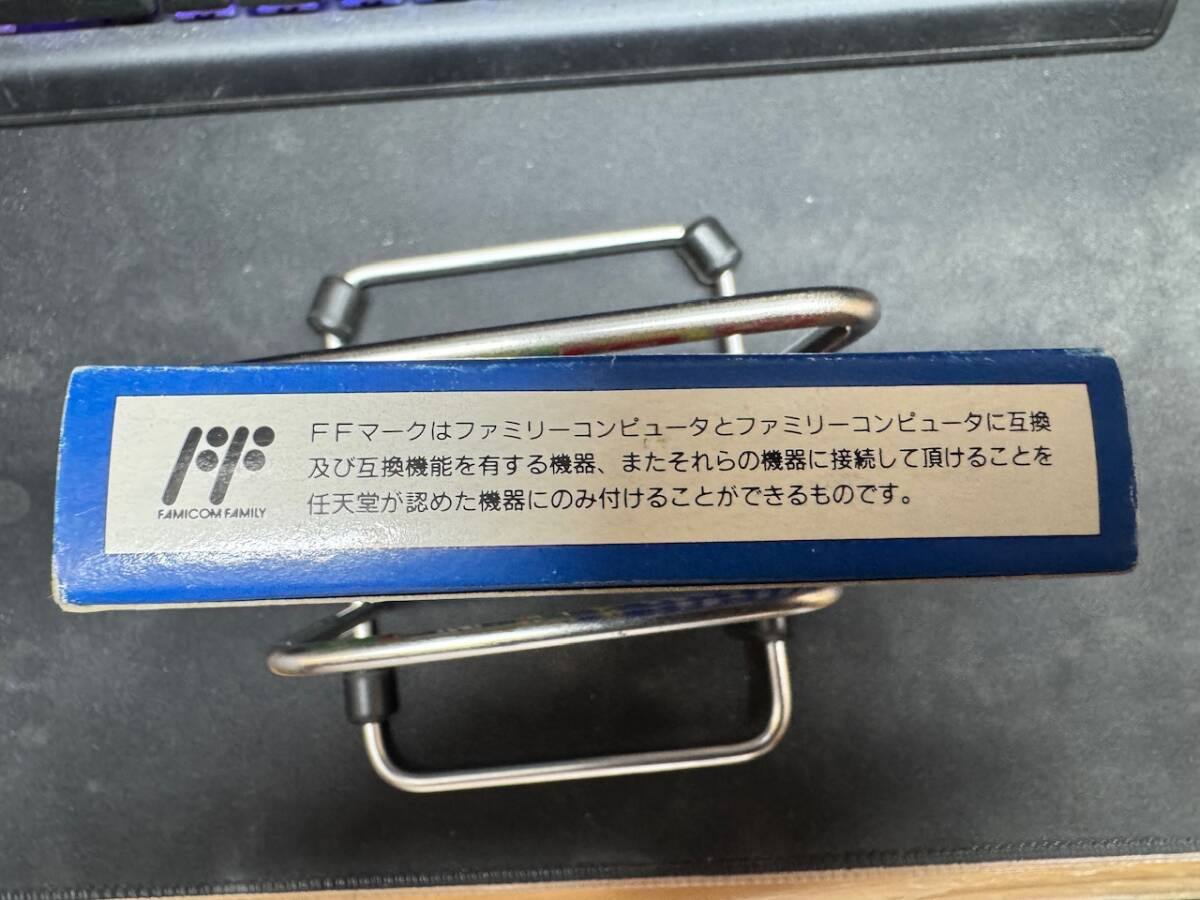 FAMICOM FAMILY
FFマークはファミリーコンピュータとファミリーコンピュータに互換
及び互換機能を有する機器、またそれらの機器に接続して頂けることを
任天堂が認めた機器にのみ付けることができるものです。